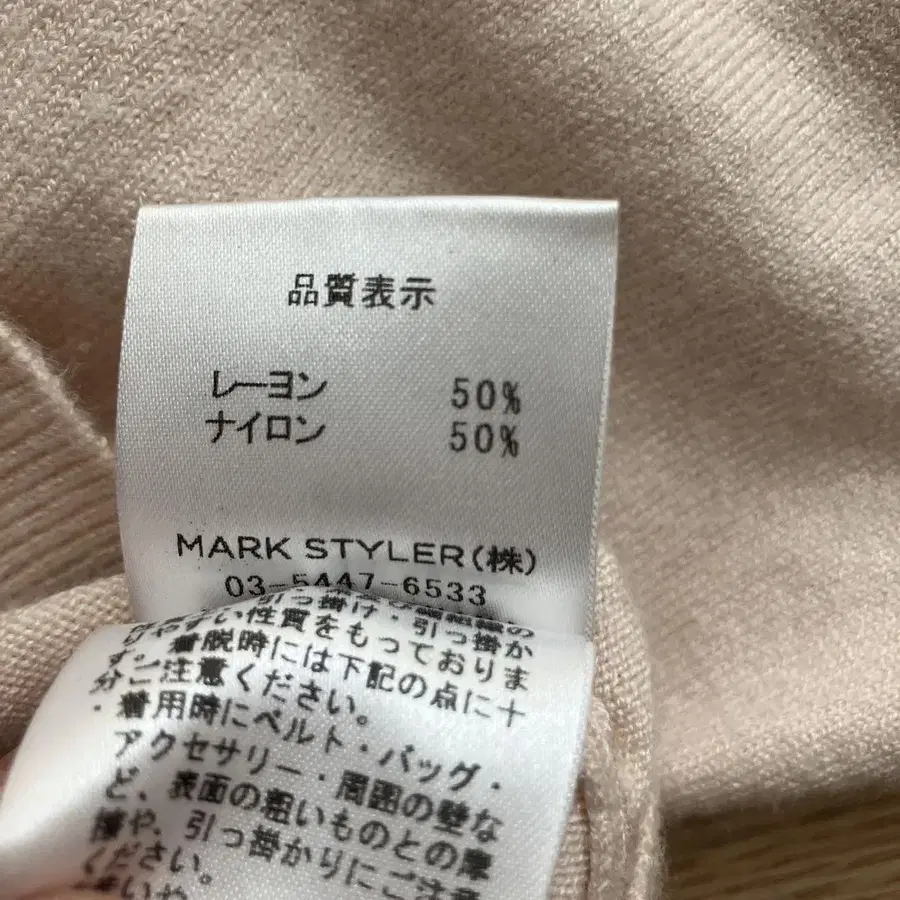 品質表示
レーヨン 50%
ナイロン 50%
MARK STYLER(株)
03-5447-6533
引っ掛け・引っ掛か
りやすい性質をもっておりま
す。着脱時には下記の点に十
分ご注意ください。
・着用時にベルト・バッグ・
アクセサリー・周囲の壁な
ど、表面の粗いものとの摩
擦や、引っ掛かりにご注意
ください。